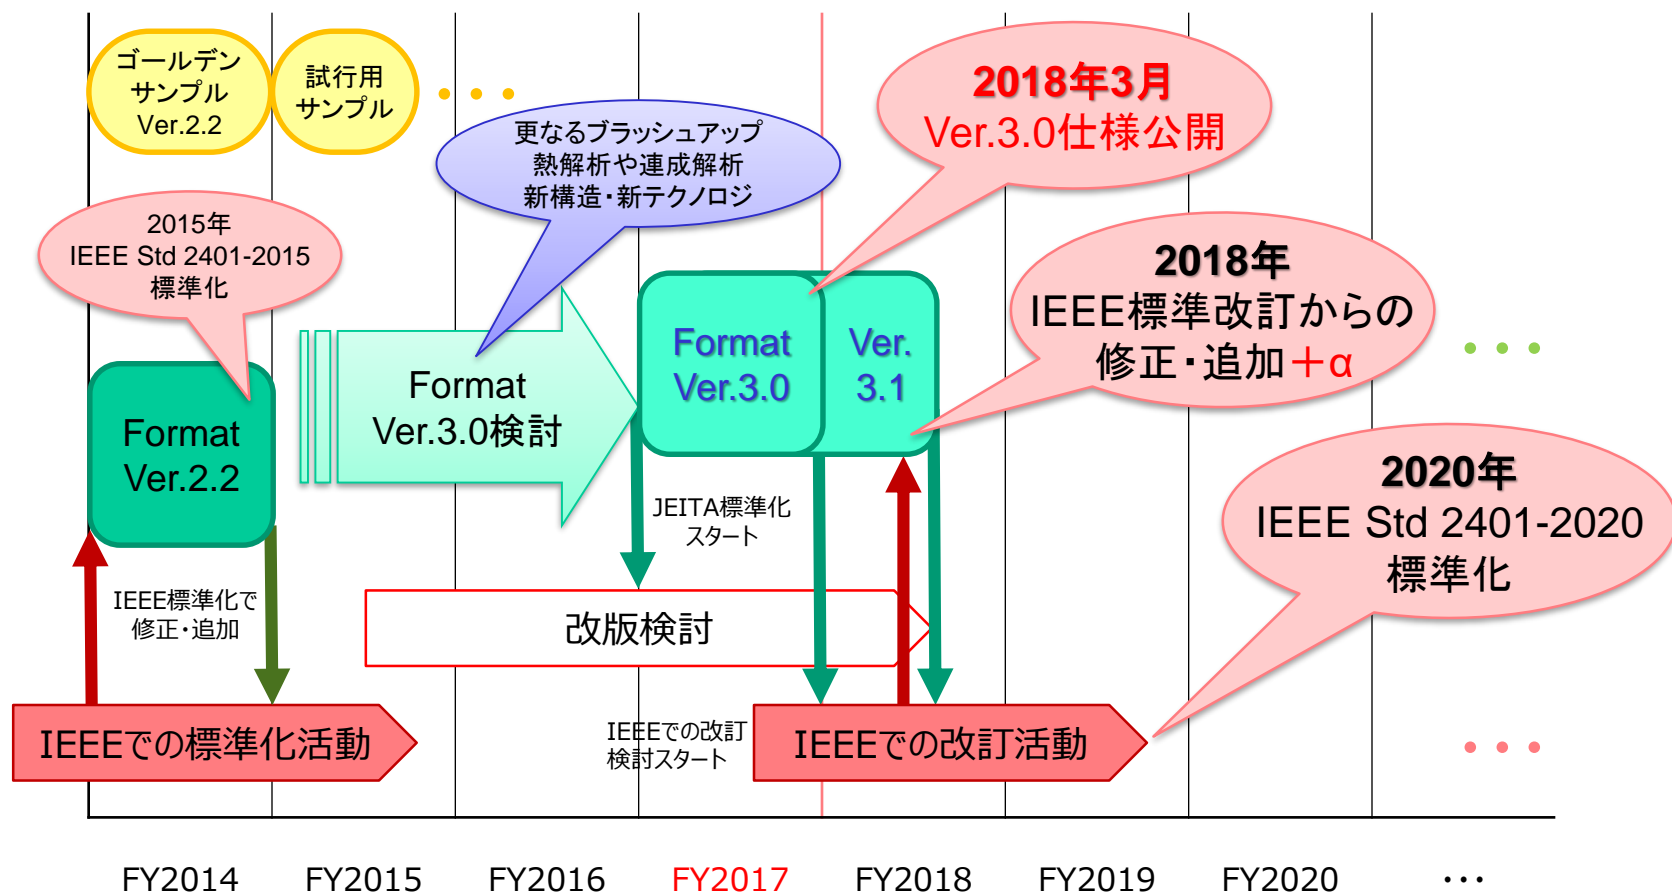 ゴールデン
サンプル
Ver.2.2
試行用
サンプル
・・・
更なるブラッシュアップ
熱解析や連成解析
新構造・新テクノロジ
2018年3月
Ver.3.0仕様公開
2015年
IEEE Std 2401-2015
標準化
2018年
IEEE標準改訂からの
修正・追加＋α
・・・
Format
Ver.2.2
Format
Ver.3.0検討
Format
Ver.3.0
Ver.
3.1
2020年
IEEE Std 2401-2020
標準化
JEITA標準化
スタート
IEEE標準化で
修正・追加
改版検討
IEEEでの標準化活動
IEEEでの改訂
検討スタート
IEEEでの改訂活動
・・・
FY2014
FY2015
FY2016
FY2017
FY2018
FY2019
FY2020
・・・